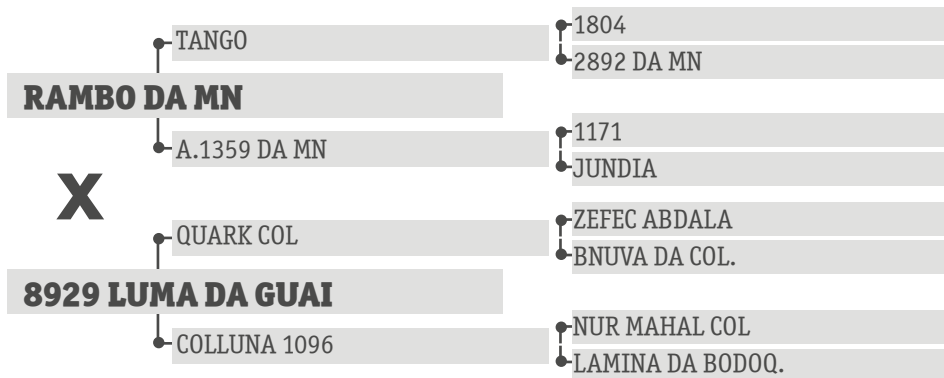 1804
TANGO
2892 DA MN
RAMBO DA MN
1171
A.1359 DA MN
JUNDIA
X
ZEFEC ABDALA
QUARK COL
BNUVA DA COL.
8929 LUMA DA GUAI
NUR MAHAL COL
COLLUNA 1096
LAMINA DA BODOQ.